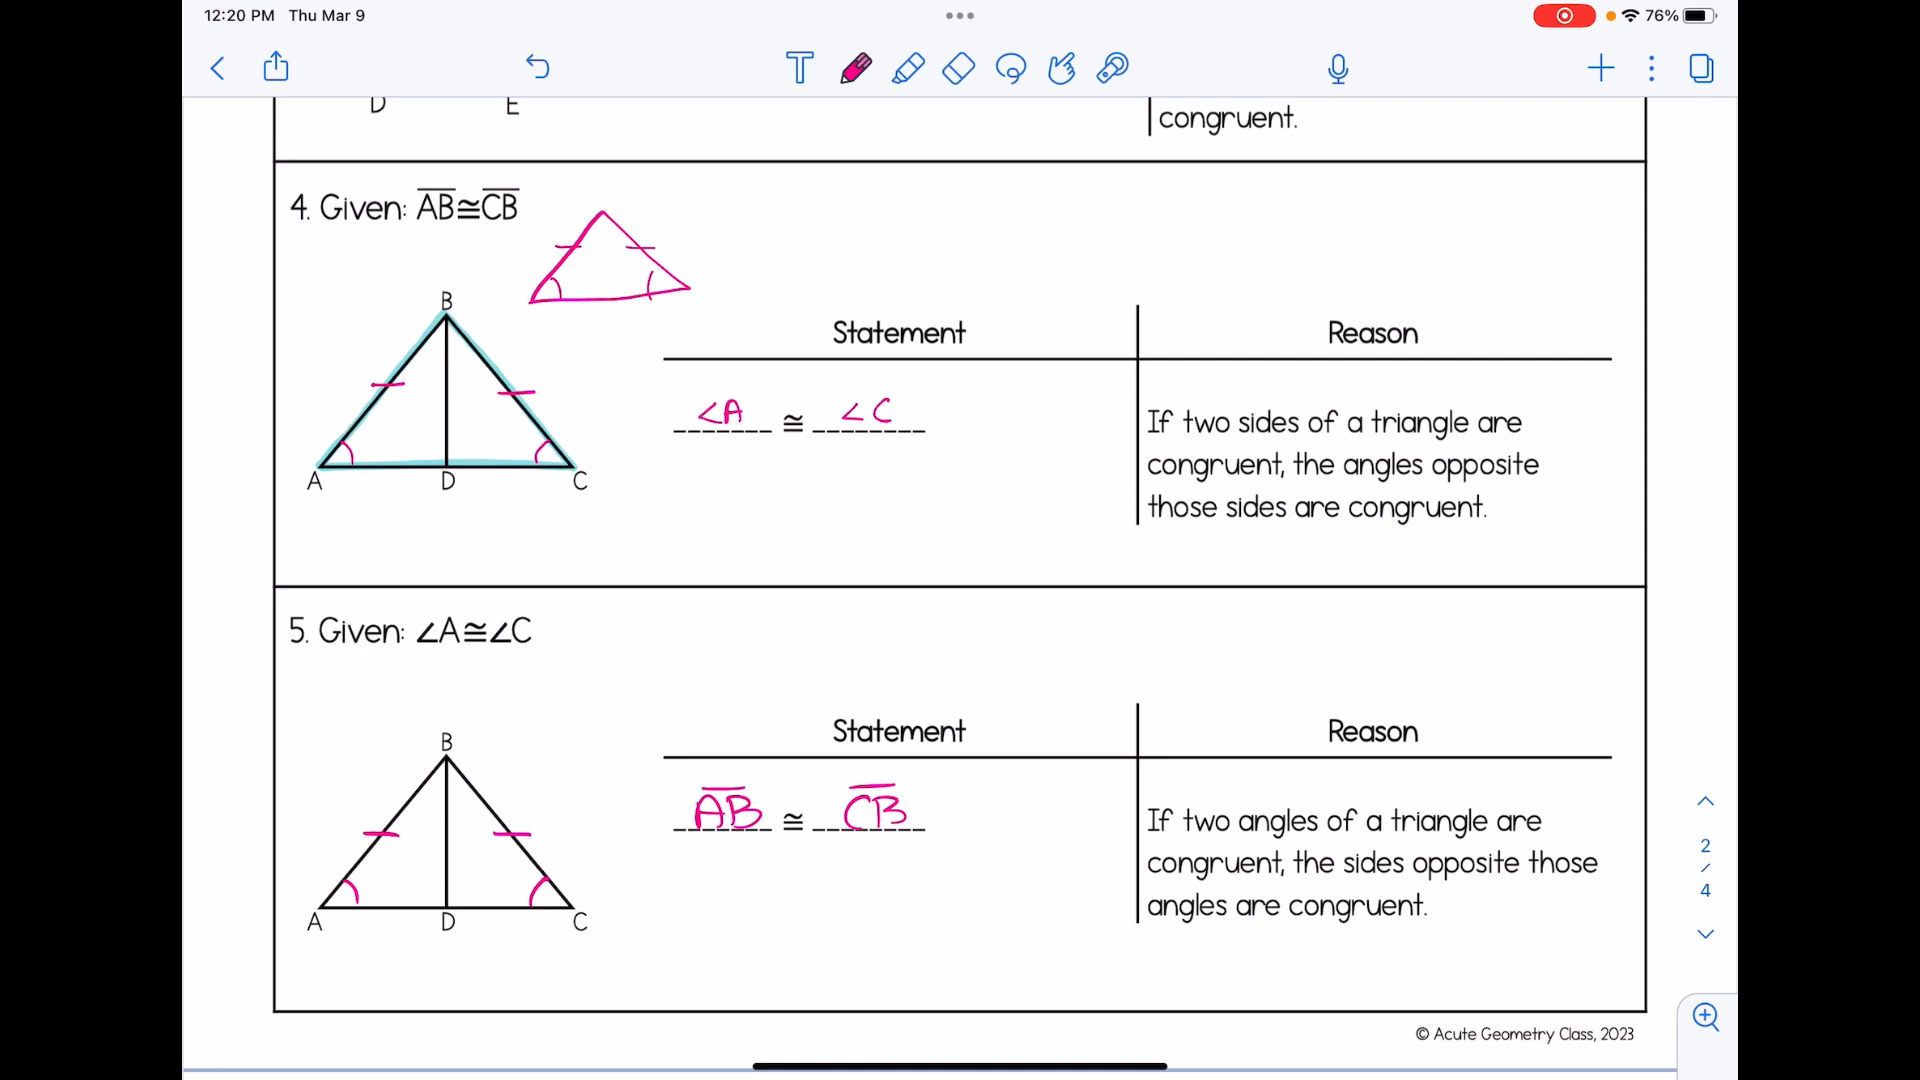 12:20 PM Thu Mar 9
76%
T
D E
congruent.
4. Given: AB≅CB
B
Statement Reason
∠A ≅ ∠C
If two sides of a triangle are
congruent, the angles opposite
those sides are congruent.
A D C
5. Given: ∠A≅∠C
B
Statement Reason
AB ≅ CB
If two angles of a triangle are
congruent, the sides opposite those
angles are congruent.
A D C
2
/
4
© Acute Geometry Class, 2023